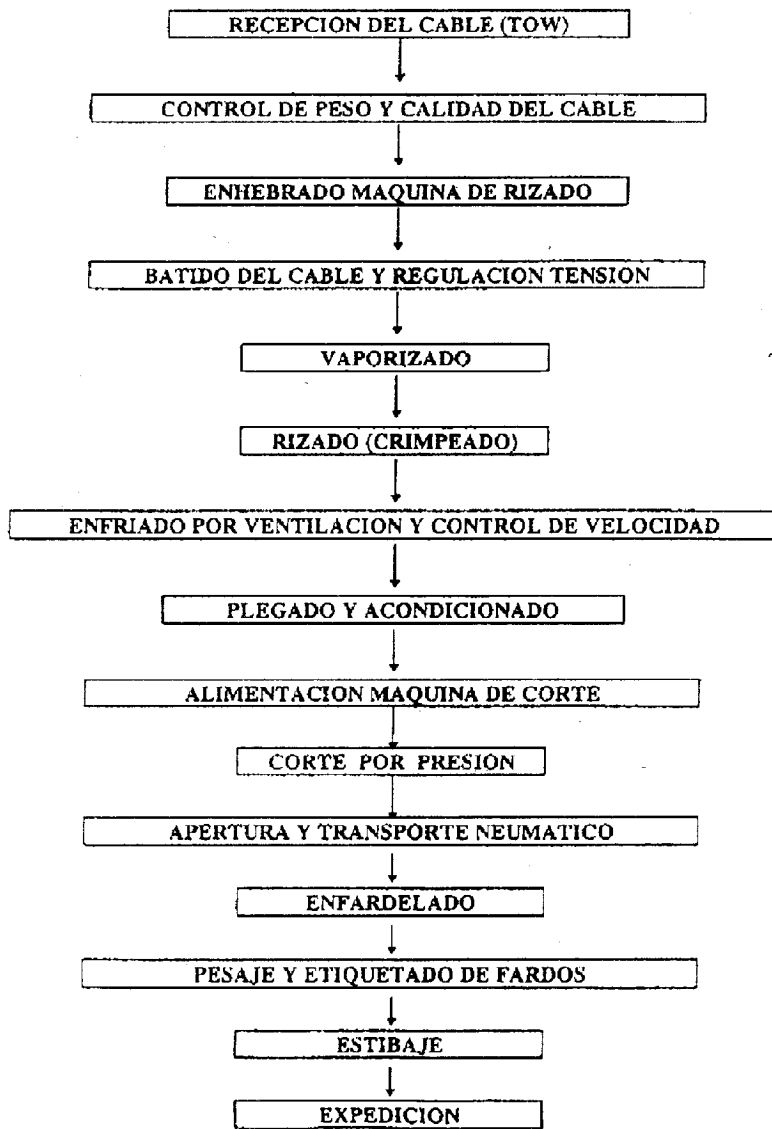 RECEPCION DEL CABLE (TOW)
CONTROL DE PESO Y CALIDAD DEL CABLE
ENHEBRADO MAQUINA DE RIZADO
BATIDO DEL CABLE Y REGULACION TENSION
VAPORIZADO
RIZADO (CRIMPEADO)
ENFRIADO POR VENTILACION Y CONTROL DE VELOCIDAD
PLEGADO Y ACONDICIONADO
ALIMENTACION MAQUINA DE CORTE
CORTE POR PRESION
APERTURA Y TRANSPORTE NEUMATICO
ENFARDELADO
PESAJE Y ETIQUETADO DE FARDOS
ESTIBAJE
EXPEDICION